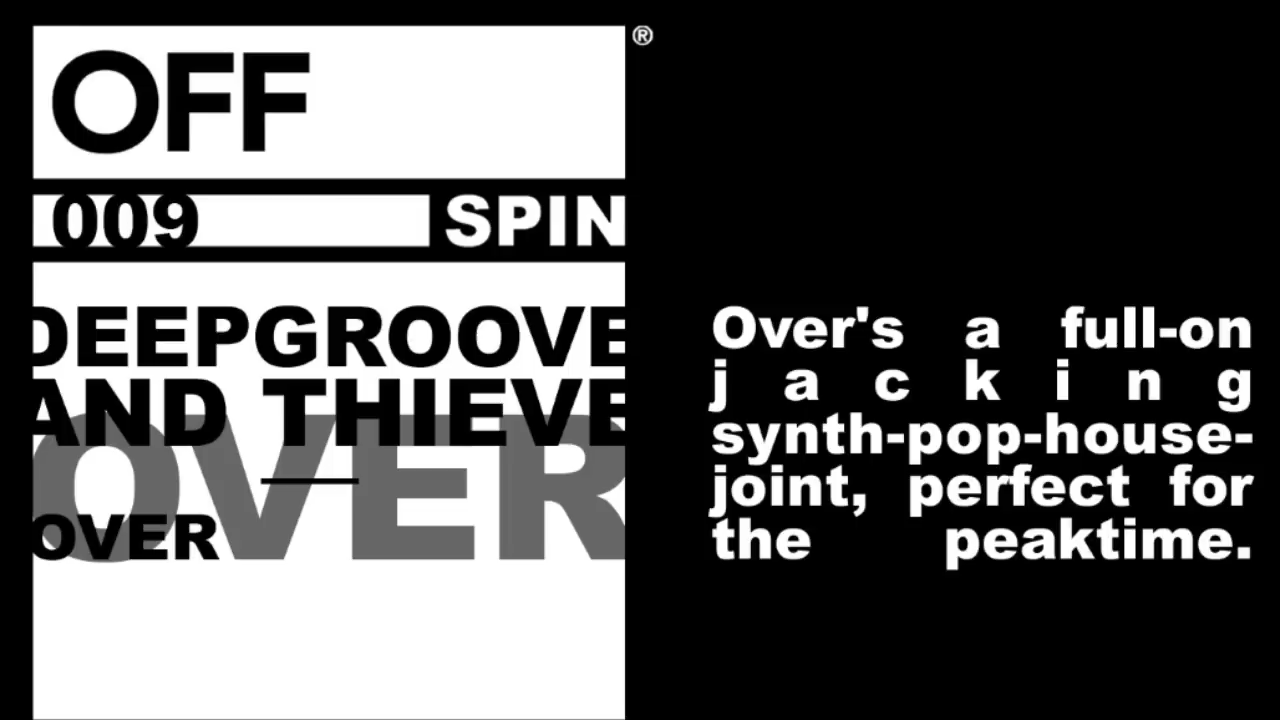 OFF
®
009
SPIN
DEEPGROOVE
AND THIEVE
OVER
OVER
Over's a full-on
jacking
synth-pop-house-
joint, perfect for
the peaktime.